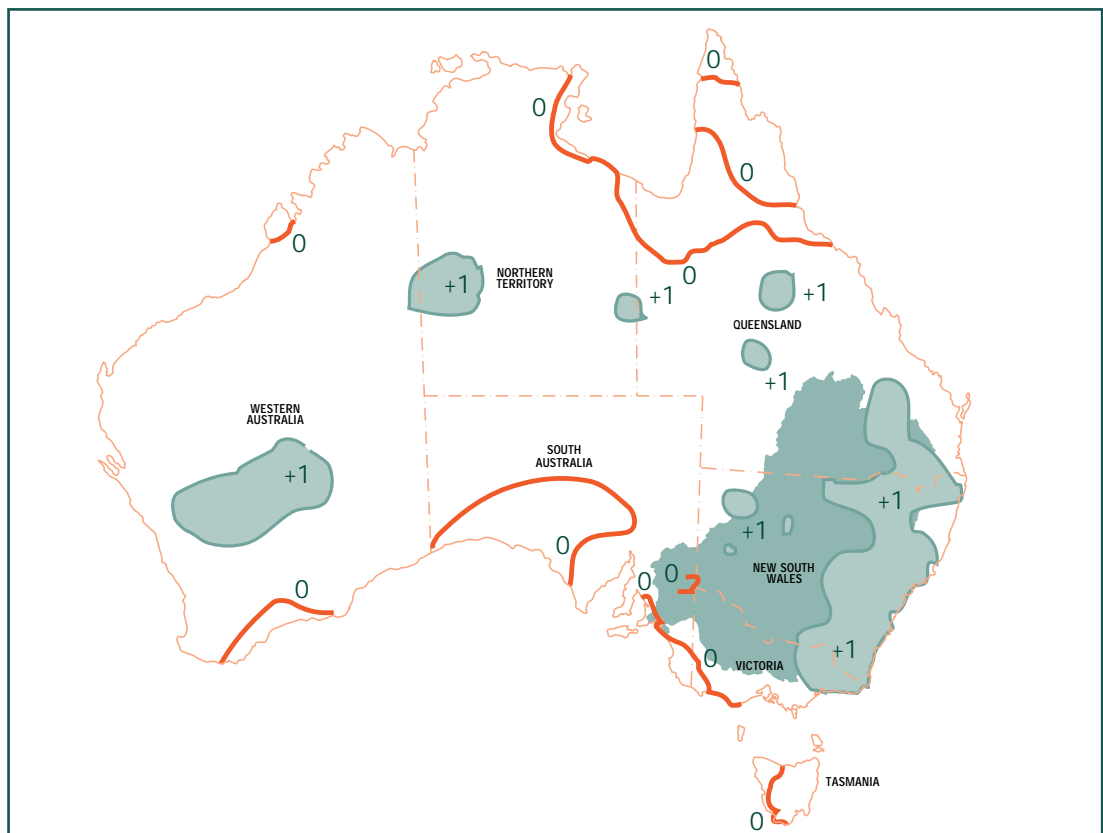 0
0
0
0
NORTHERN
TERRITORY
+1
+1
0
+1
QUEENSLAND
+1
WESTERN
AUSTRALIA
SOUTH
AUSTRALIA
+1
+1
+1
0
0
0
NEW SOUTH
WALES
0
0
VICTORIA
+1
TASMANIA
0